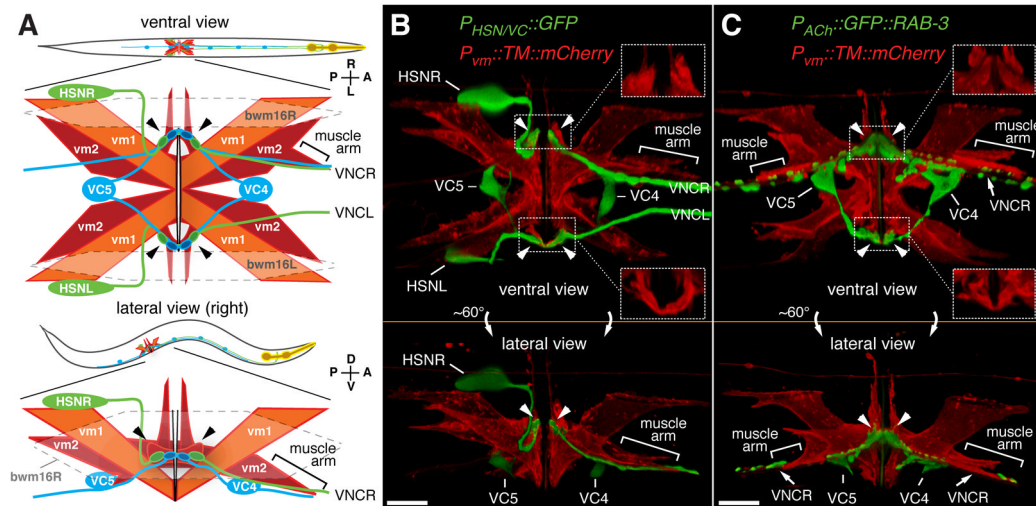 A
ventral view
R
P A
L
HSNR
bwm16R
muscle
arm
vm2
vm1
vm1
vm2
VNCR
VC5
VC4
VNCL
vm2
vm1
vm1
vm2
bwm16L
HSNL
lateral view (right)
D
P A
V
HSNR
vm1
vm1
vm2
vm2
muscle
arm
bwm16R
VC5
VC4
VNCR
B
PHSN/VC::GFP
Pvm::TM::mCherry
HSNR
muscle
arm
VC5
VC4
VNCR
VNCL
HSNL
ventral view
~60°
lateral view
HSNR
muscle
arm
VC5
VC4
C
PACh::GFP::RAB-3
Pvm::TM::mCherry
muscle
arm
muscle
arm
VC5
VC4
VNCR
ventral view
~60°
lateral view
muscle
arm
muscle
arm
VNCR
VC5
VC4
VNCR